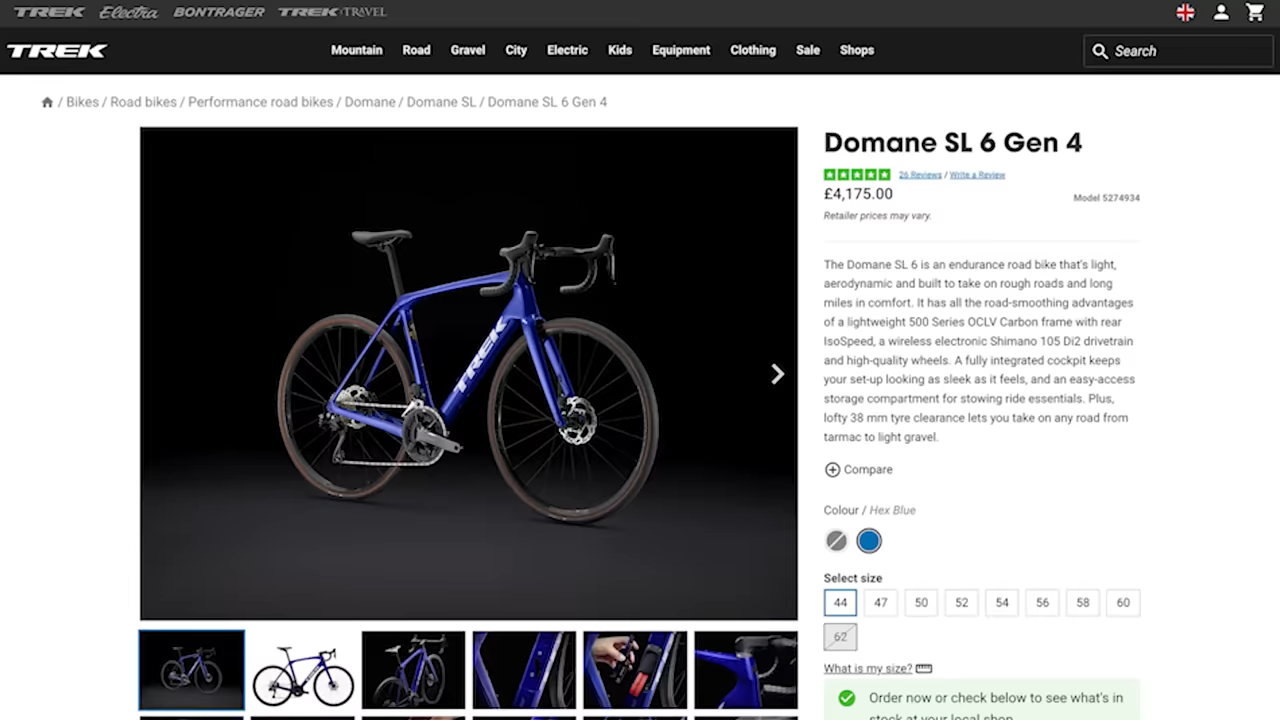 TREK Electra BONTRAGER TREK TRAVEL
TREK Mountain Road Gravel City Electric Kids Equipment Clothing Sale Shops Search
/ Bikes / Road bikes / Performance road bikes / Domane / Domane SL / Domane SL 6 Gen 4
TREK
Domane SL 6 Gen 4
26 Reviews / Write a Review
£4,175.00
Model 5274934
Retailer prices may vary.
The Domane SL 6 is an endurance road bike that's light,
aerodynamic and built to take on rough roads and long
miles in comfort. It has all the road-smoothing advantages
of a lightweight 500 Series OCLV Carbon frame with rear
IsoSpeed, a wireless electronic Shimano 105 Di2 drivetrain
and high-quality wheels. A fully integrated cockpit keeps
your set-up looking as sleek as it feels, and an easy-access
storage compartment for stowing ride essentials. Plus,
lofty 38 mm tyre clearance lets you take on any road from
tarmac to light gravel.
Compare
Colour / Hex Blue
Select size
44 47 50 52 54 56 58 60
62
What is my size?
Order now or check below to see what's in
stock at your local shop